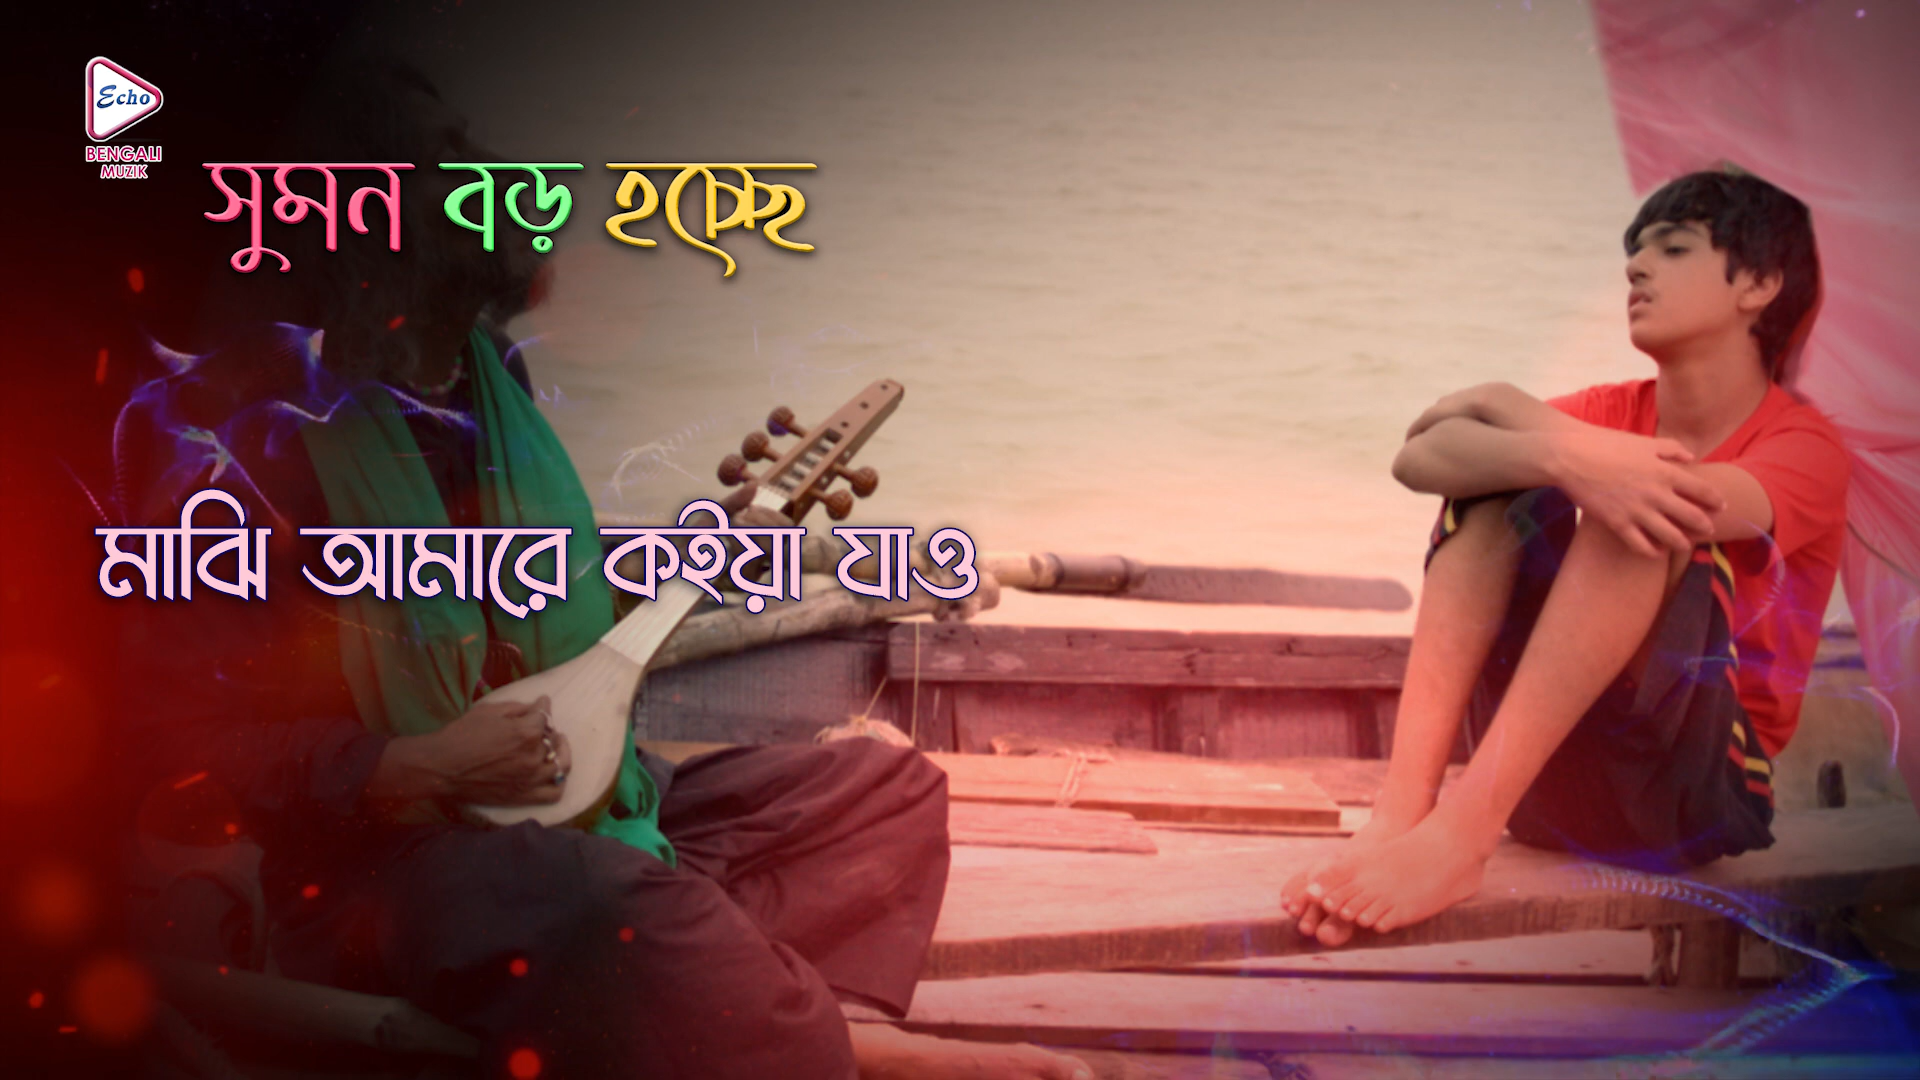 Echo
BENGALI
MUZIK
সুমন বড় হচ্ছে
মাঝি আমারে কইয়া যাও